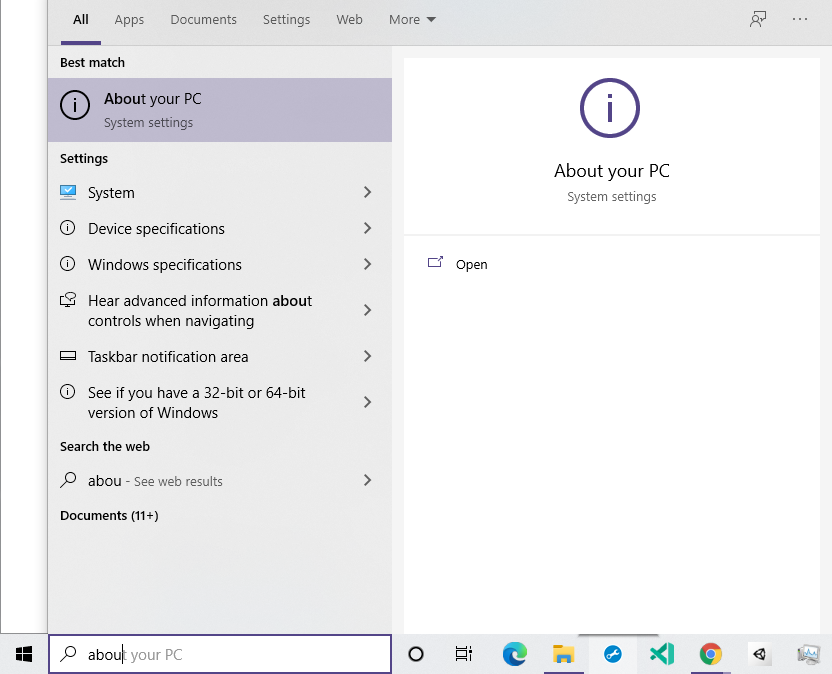 All Apps Documents Settings Web More
Best match
About your PC
System settings
Settings
System
Device specifications
Windows specifications
Hear advanced information about
controls when navigating
Taskbar notification area
See if you have a 32-bit or 64-bit
version of Windows
Search the web
abou - See web results
Documents (11+)
About your PC
System settings
Open
about your PC